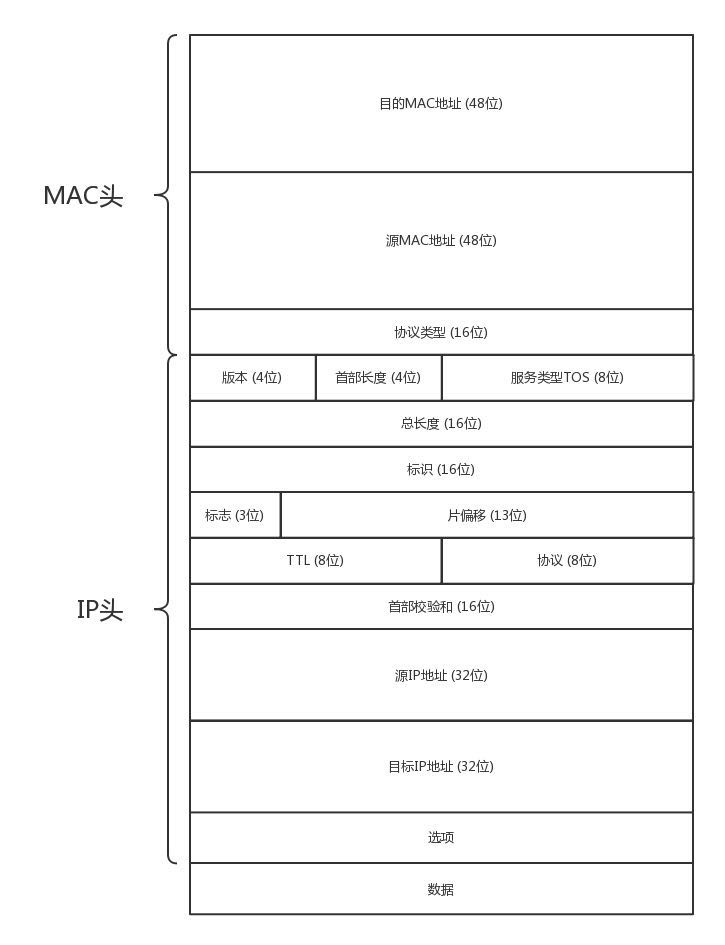 目的MAC地址 (48位)
MAC头
源MAC地址 (48位)
协议类型 (16位)
版本 (4位)
首部长度 (4位)
服务类型TOS (8位)
总长度 (16位)
标识 (16位)
标志 (3位)
片偏移 (13位)
TTL (8位)
协议 (8位)
IP头
首部校验和 (16位)
源IP地址 (32位)
目标IP地址 (32位)
选项
数据